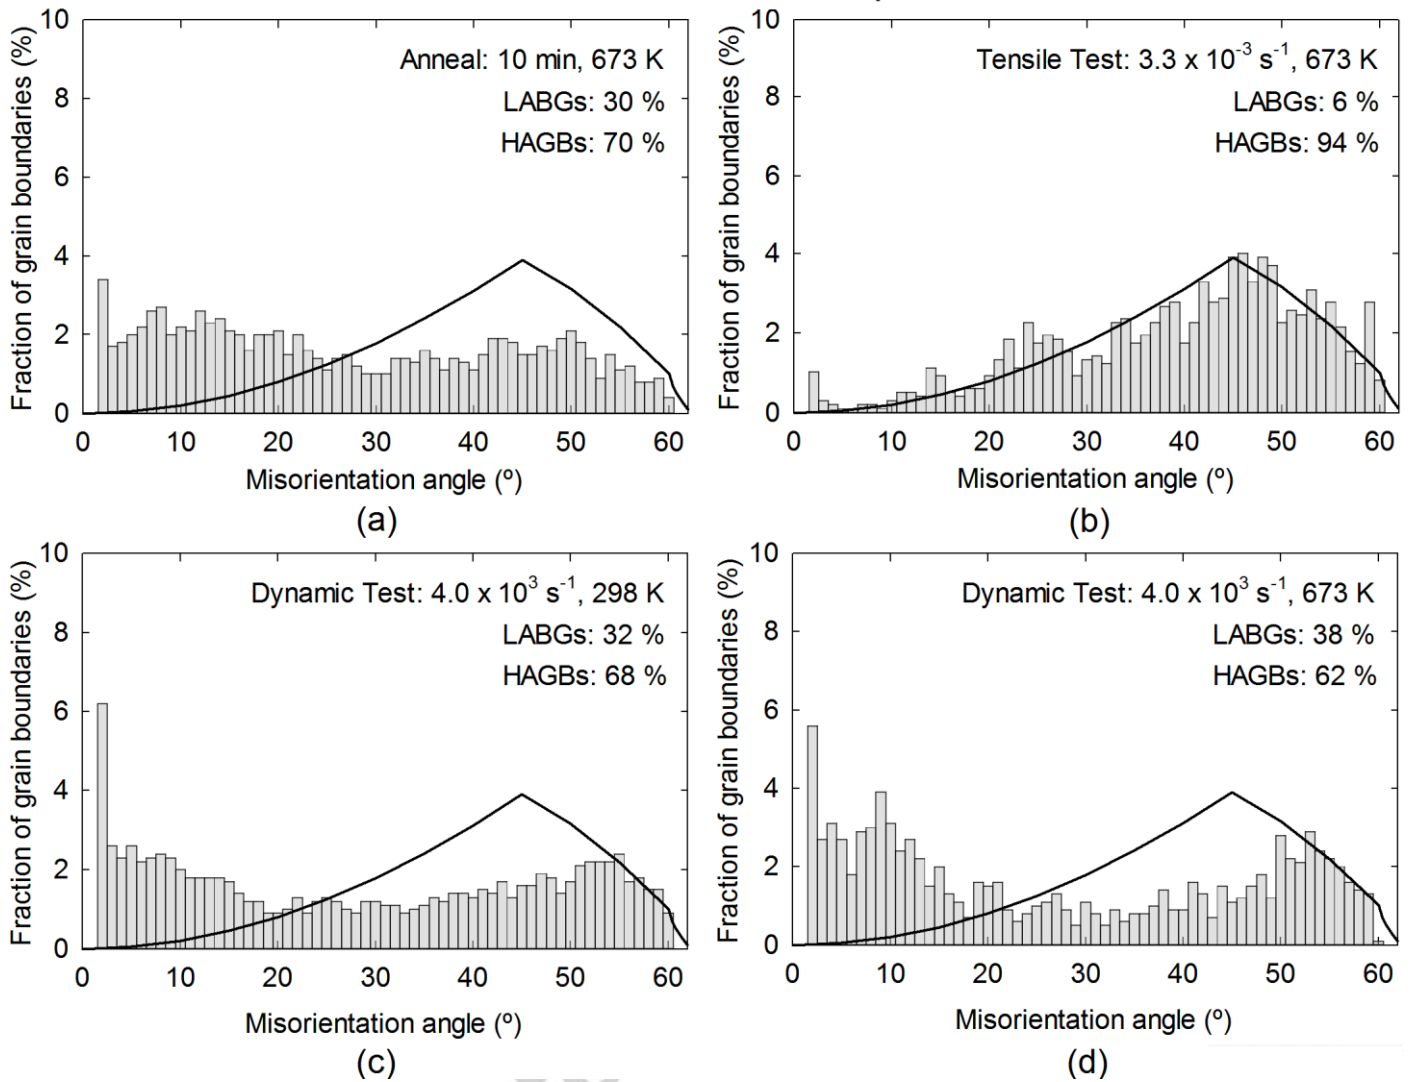 10
8
6
4
2
0
Fraction of grain boundaries (%)
Anneal: 10 min, 673 K
LABGs: 30 %
HAGBs: 70 %
0 10 20 30 40 50 60
Misorientation angle (º)
(a)
10
8
6
4
2
0
Fraction of grain boundaries (%)
Tensile Test: 3.3 x 10⁻³ s⁻¹, 673 K
LABGs: 6 %
HAGBs: 94 %
0 10 20 30 40 50 60
Misorientation angle (º)
(b)
10
8
6
4
2
0
Fraction of grain boundaries (%)
Dynamic Test: 4.0 x 10³ s⁻¹, 298 K
LABGs: 32 %
HAGBs: 68 %
0 10 20 30 40 50 60
Misorientation angle (º)
(c)
10
8
6
4
2
0
Fraction of grain boundaries (%)
Dynamic Test: 4.0 x 10³ s⁻¹, 673 K
LABGs: 38 %
HAGBs: 62 %
0 10 20 30 40 50 60
Misorientation angle (º)
(d)